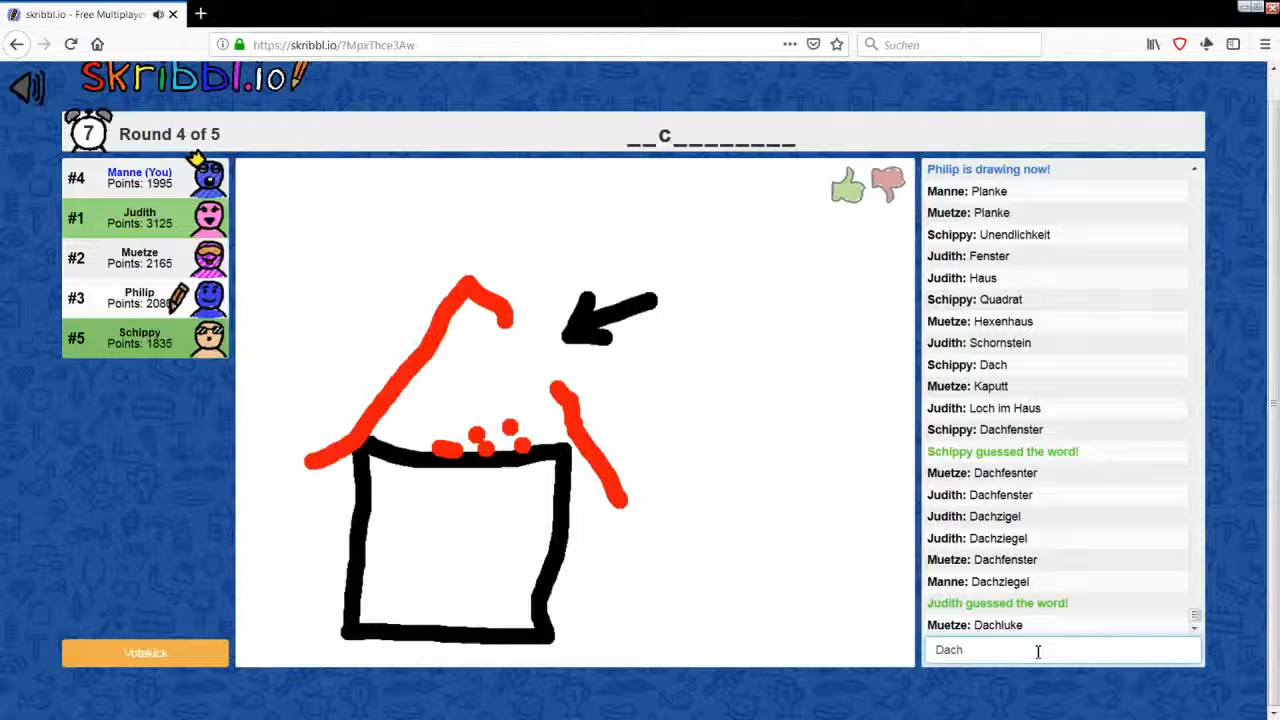 skribbl.io - Free Multiplaye
https://skribbl.io/?MpxThce3Aw
Suchen
skribbl.io!
7
Round 4 of 5
__c________
#4
Manne (You)
Points: 1995
#1
Judith
Points: 3125
#2
Muetze
Points: 2165
#3
Philip
Points: 208
#5
Schippy
Points: 1835
Votekick
Philip is drawing now!
Manne: Planke
Muetze: Planke
Schippy: Unendlichkeit
Judith: Fenster
Judith: Haus
Schippy: Quadrat
Muetze: Hexenhaus
Judith: Schornstein
Schippy: Dach
Muetze: Kaputt
Judith: Loch im Haus
Schippy: Dachfenster
Schippy guessed the word!
Muetze: Dachfesnter
Judith: Dachfenster
Judith: Dachzigel
Judith: Dachziegel
Muetze: Dachfenster
Manne: Dachziegel
Judith guessed the word!
Muetze: Dachluke
Dach